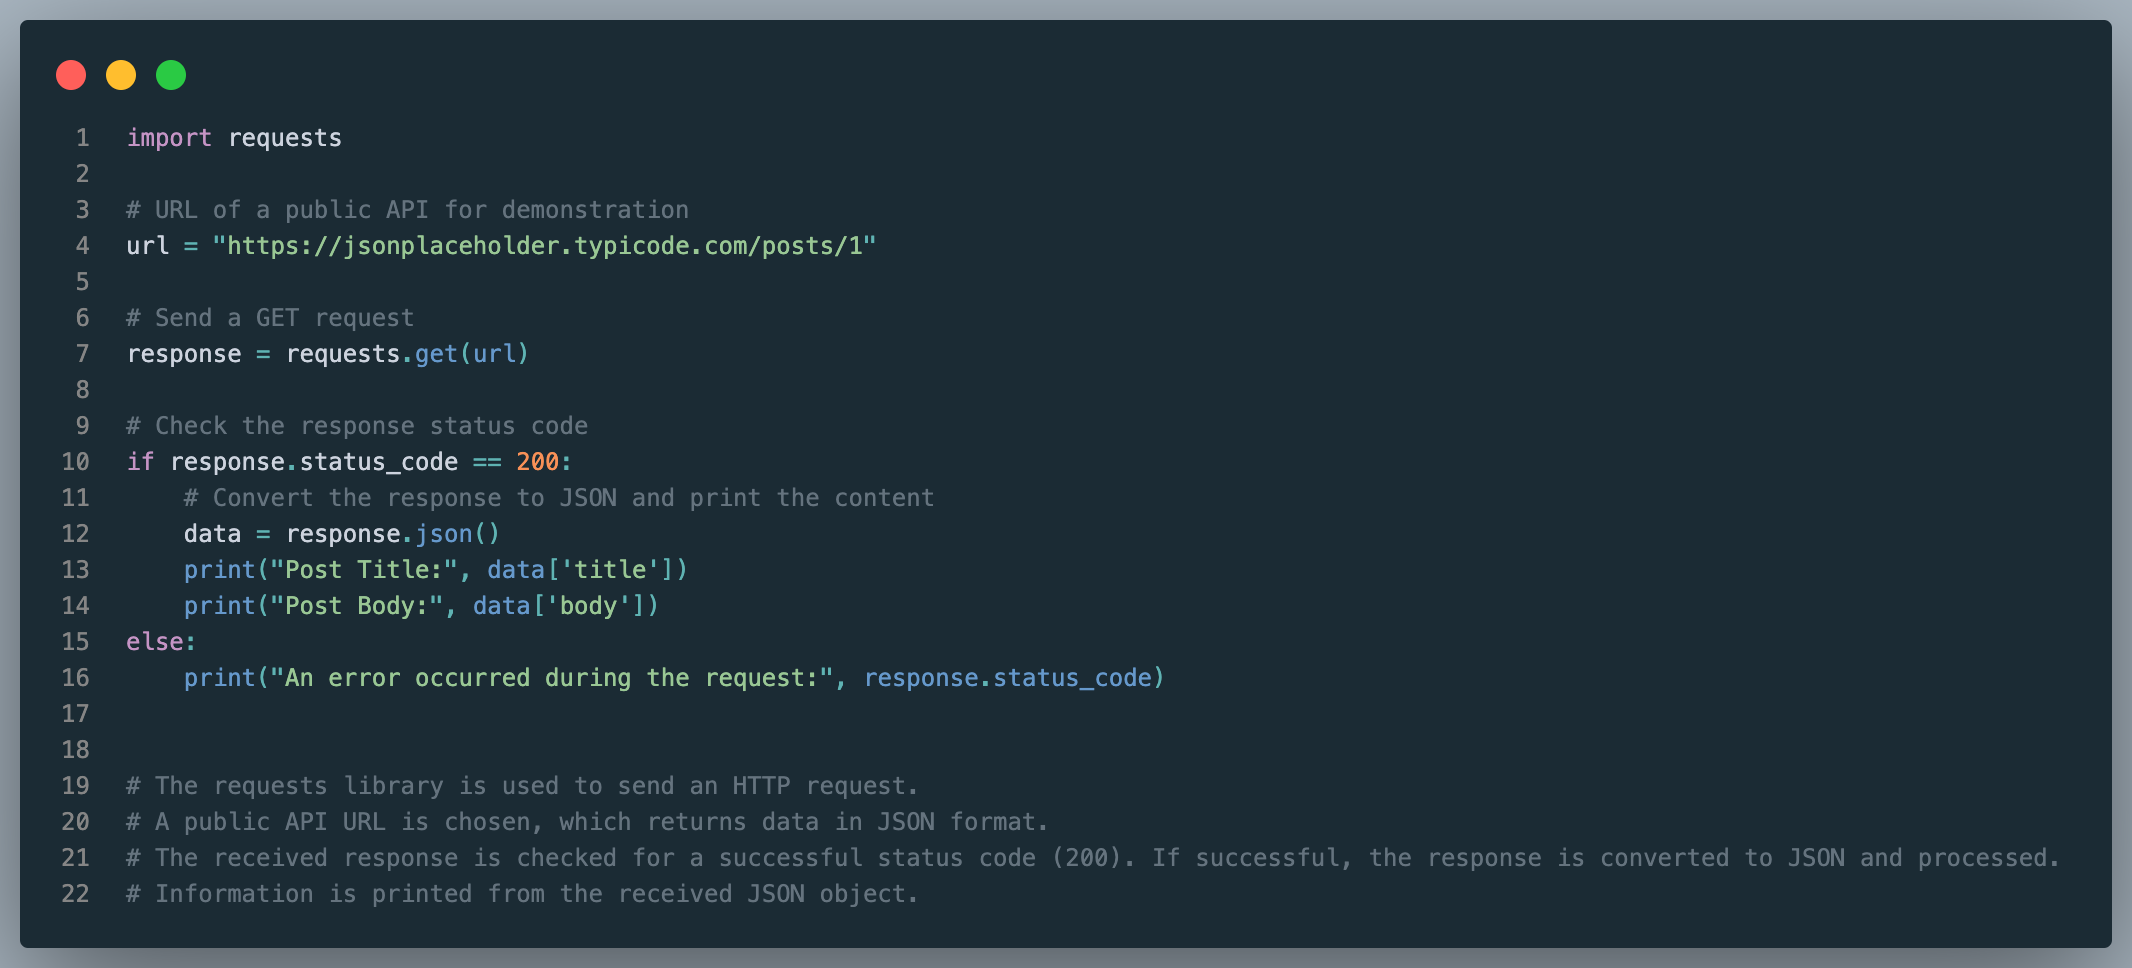 1 import requests
2
3 # URL of a public API for demonstration
4 url = "https://jsonplaceholder.typicode.com/posts/1"
5
6 # Send a GET request
7 response = requests.get(url)
8
9 # Check the response status code
10 if response.status_code == 200:
11     # Convert the response to JSON and print the content
12     data = response.json()
13     print("Post Title:", data['title'])
14     print("Post Body:", data['body'])
15 else:
16     print("An error occurred during the request:", response.status_code)
17
18
19 # The requests library is used to send an HTTP request.
20 # A public API URL is chosen, which returns data in JSON format.
21 # The received response is checked for a successful status code (200). If successful, the response is converted to JSON and processed.
22 # Information is printed from the received JSON object.